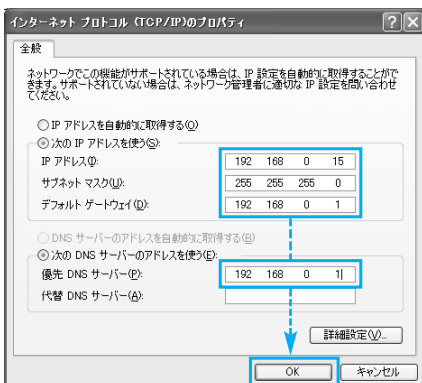 インターネット プロトコル (TCP/IP)のプロパティ
全般
ネットワークでこの機能がサポートされている場合は、IP 設定を自動的に取得することがで
きます。サポートされていない場合は、ネットワーク管理者に適切な IP 設定を問い合わせ
てください。
IP アドレスを自動的に取得する(O)
次の IP アドレスを使う(S):
IP アドレス(I): 192 168 0 15
サブネット マスク(U): 255 255 255 0
デフォルト ゲートウェイ(D): 192 168 0 1
DNS サーバーのアドレスを自動的に取得する(B)
次の DNS サーバーのアドレスを使う(E):
優先 DNS サーバー(P): 192 168 0 1
代替 DNS サーバー(A):
詳細設定(V)...
OK キャンセル